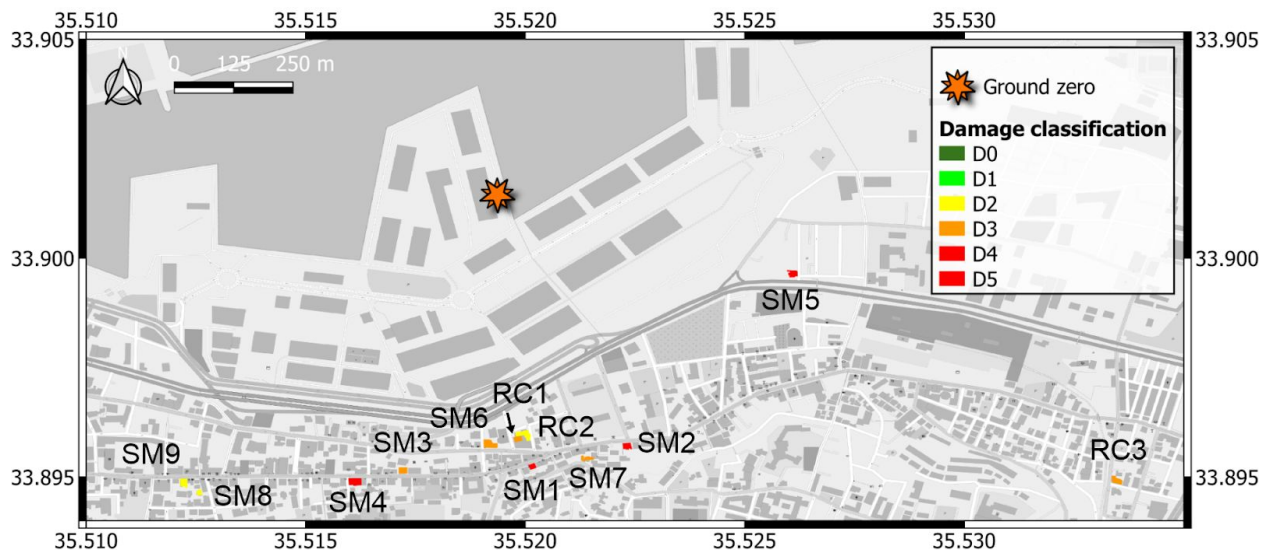 35.510 35.515 35.520 35.525 35.530
33.905 33.905
N
0 125 250 m
Ground zero
Damage classification
D0
D1
D2
D3
D4
D5
33.900 33.900
SM5
RC1
SM6
RC2
SM3
SM2
SM9
RC3
33.895 33.895
SM8
SM4
SM1
SM7
35.510 35.515 35.520 35.525 35.530